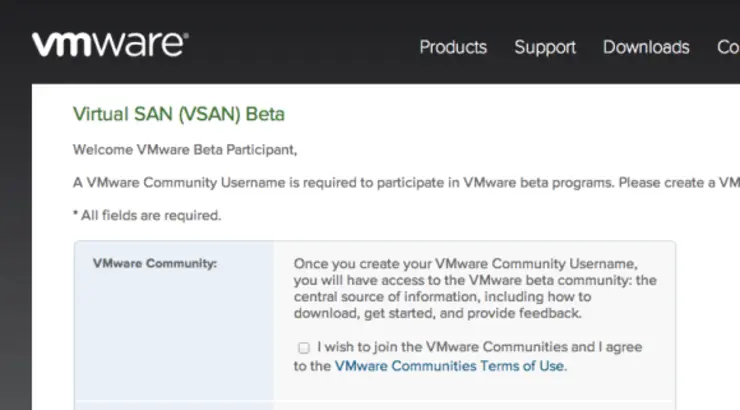 vmware®
Products Support Downloads Co
Virtual SAN (VSAN) Beta
Welcome VMware Beta Participant,
A VMware Community Username is required to participate in VMware beta programs. Please create a VM
* All fields are required.
VMware Community:
Once you create your VMware Community Username,
you will have access to the VMware beta community: the
central source of information, including how to
download, get started, and provide feedback.
I wish to join the VMware Communities and I agree
to the VMware Communities Terms of Use.